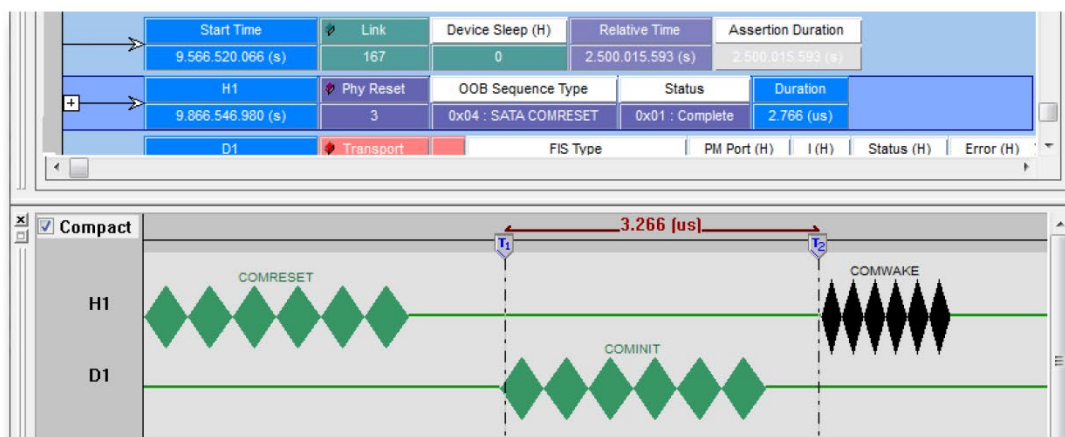 Start Time Link Device Sleep (H) Relative Time Assertion Duration
9.566.520.066 (s) 167 0 2.500.015.593 (s) 2.500.015.593 (s)
H1 Phy Reset OOB Sequence Type Status Duration
9.866.546.980 (s) 3 0x04 : SATA COMRESET 0x01 : Complete 2.766 (us)
D1 Transport FIS Type PM Port (H) I (H) Status (H) Error (H)
Compact
3.266 (us)
T1 T2
COMRESET COMWAKE
H1
COMINIT
D1